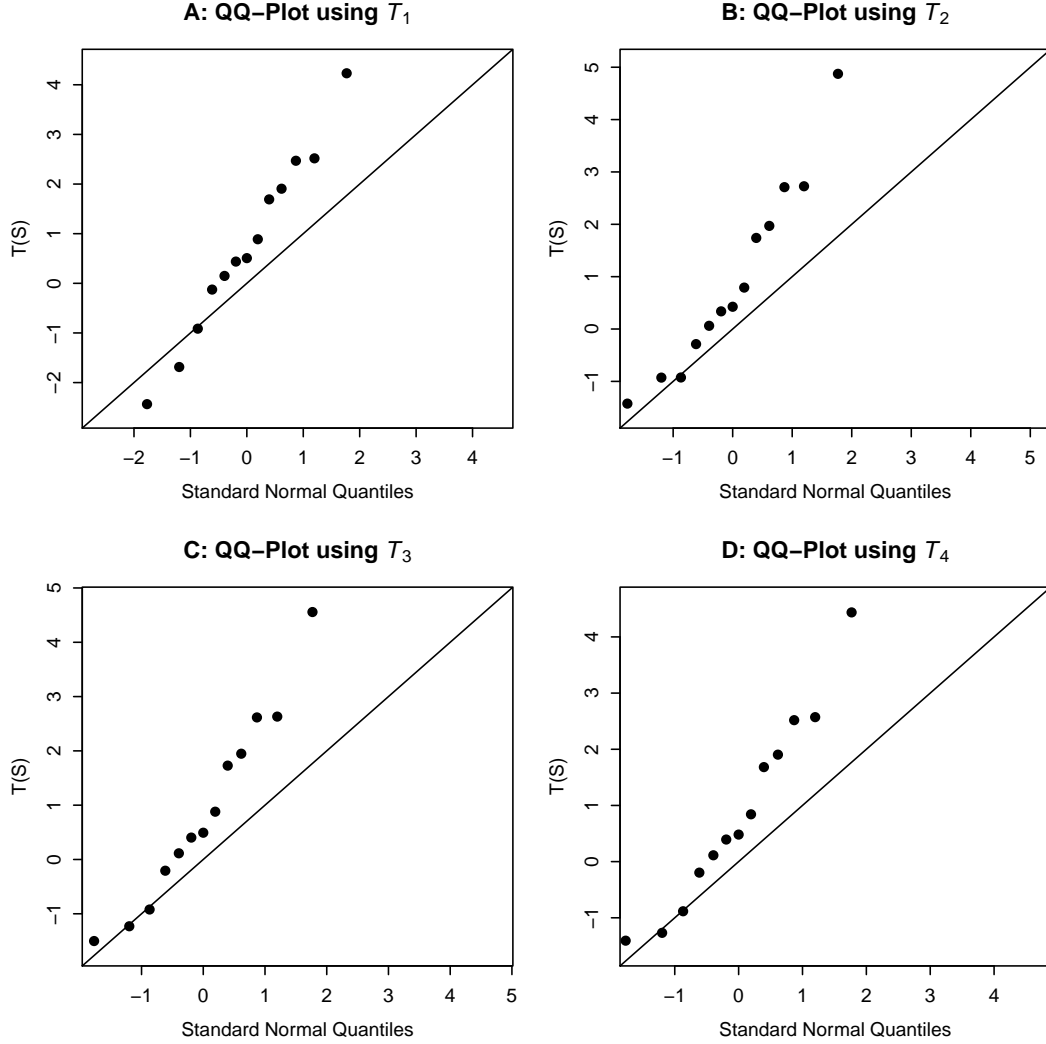 A: QQ−Plot using T1
T(S)
4
3
2
1
0
−1
−2
−2 −1 0 1 2 3 4
Standard Normal Quantiles
B: QQ−Plot using T2
T(S)
5
4
3
2
1
0
−1
−1 0 1 2 3 4 5
Standard Normal Quantiles
C: QQ−Plot using T3
T(S)
5
4
3
2
1
0
−1
−1 0 1 2 3 4 5
Standard Normal Quantiles
D: QQ−Plot using T4
T(S)
4
3
2
1
0
−1
−1 0 1 2 3 4
Standard Normal Quantiles